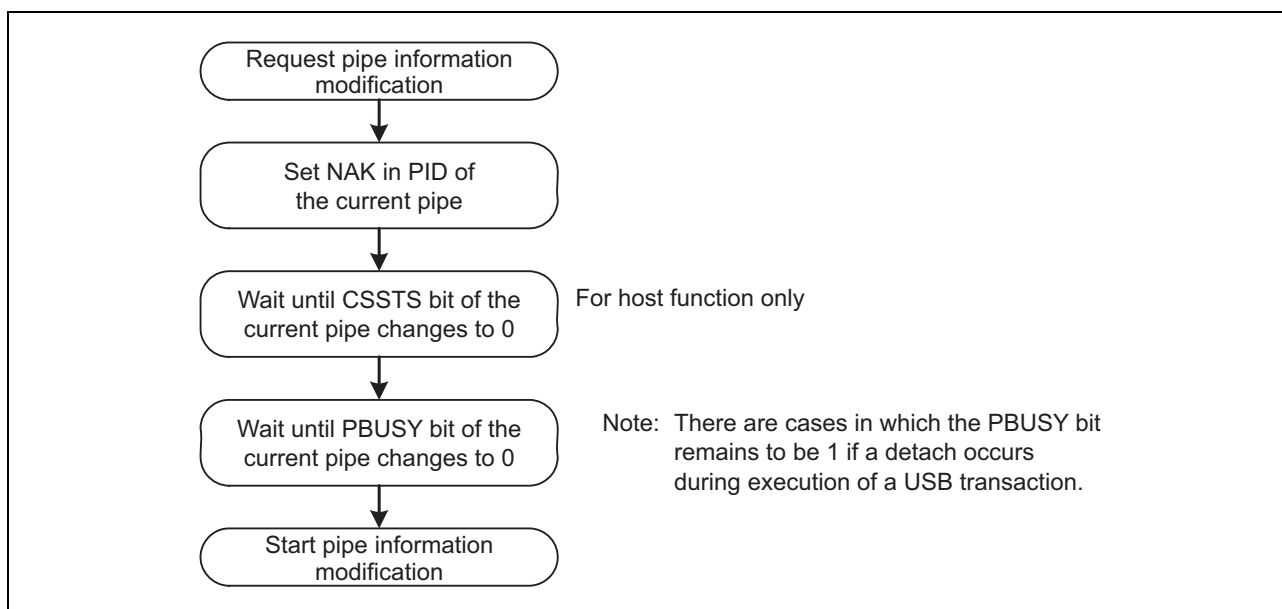 Request pipe information
modification
Set NAK in PID of
the current pipe
Wait until CSSTS bit of the
current pipe changes to 0
For host function only
Wait until PBUSY bit of the
current pipe changes to 0
Note: There are cases in which the PBUSY bit
remains to be 1 if a detach occurs
during execution of a USB transaction.
Start pipe information
modification